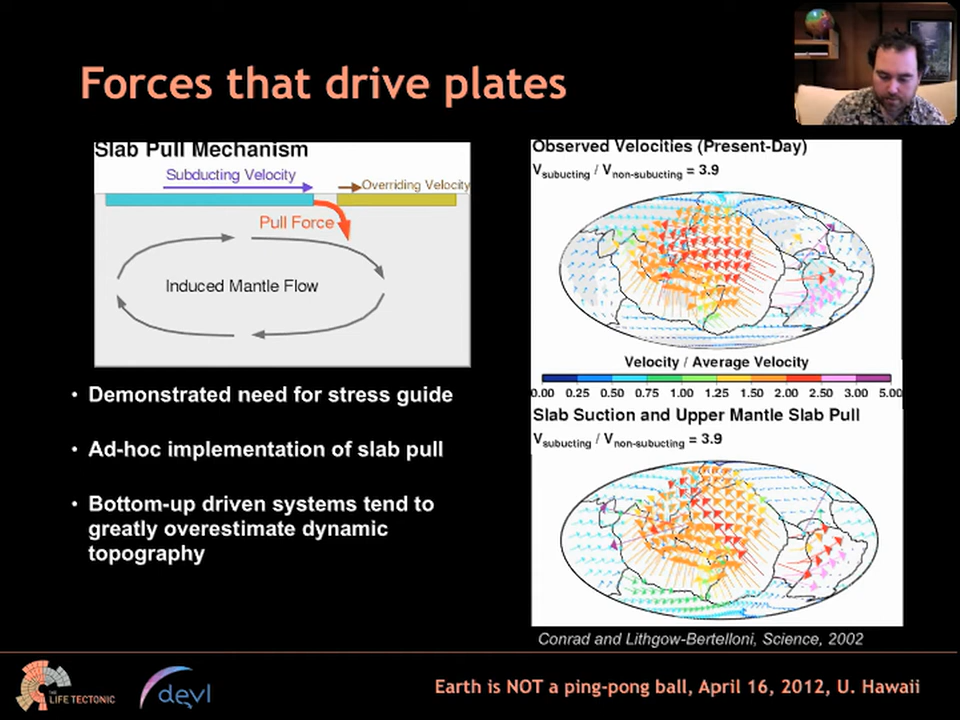 Forces that drive plates
Slab Pull Mechanism
Subducting Velocity
Overriding Velocity
Pull Force
Induced Mantle Flow
• Demonstrated need for stress guide
• Ad-hoc implementation of slab pull
• Bottom-up driven systems tend to
greatly overestimate dynamic
topography
Observed Velocities (Present-Day)
Vsubucting / Vnon-subucting = 3.9
Velocity / Average Velocity
0.00 0.25 0.50 0.75 1.00 1.25 1.50 2.00 2.50 3.00 5.00
Slab Suction and Upper Mantle Slab Pull
Vsubucting / Vnon-subucting = 3.9
Conrad and Lithgow-Bertelloni, Science, 2002
THE
LIFE TECTONIC
devl
Earth is NOT a ping-pong ball, April 16, 2012, U. Hawaii